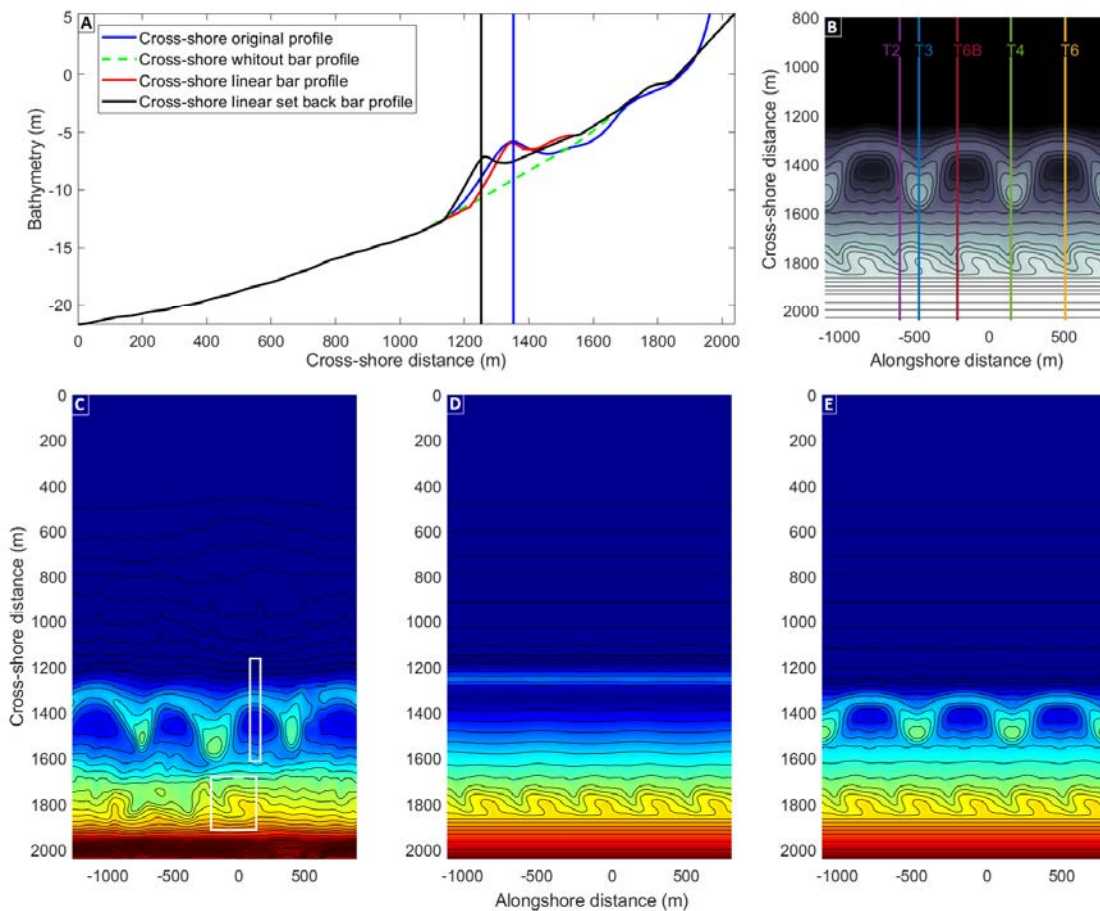 A
Cross-shore original profile
Cross-shore whitout bar profile
Cross-shore linear bar profile
Cross-shore linear set back bar profile
5
0
-5
-10
-15
-20
Bathymetry (m)
0 200 400 600 800 1000 1200 1400 1600 1800 2000
Cross-shore distance (m)
B
T2 T3 T6B T4 T6
800
1000
1200
1400
1600
1800
2000
Cross-shore distance (m)
-1000 -500 0 500
Alongshore distance (m)
C
0
200
400
600
800
1000
1200
1400
1600
1800
2000
Cross-shore distance (m)
-1000 -500 0 500
D
0
200
400
600
800
1000
1200
1400
1600
1800
2000
-1000 -500 0 500
Alongshore distance (m)
E
0
200
400
600
800
1000
1200
1400
1600
1800
2000
-1000 -500 0 500